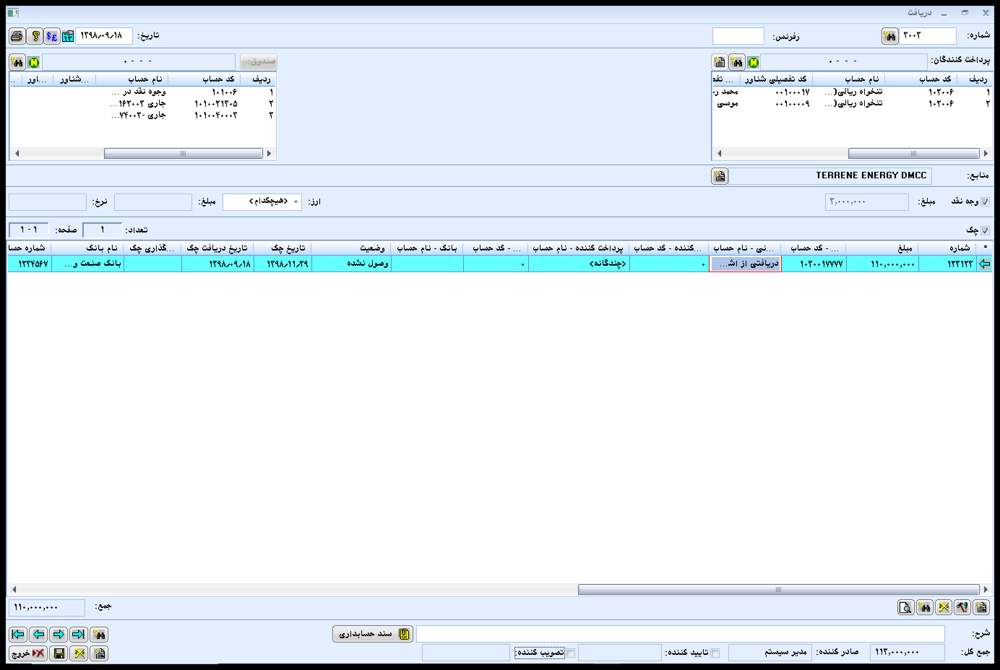 دریافت
شماره: ۳۰۰۳ رفرنس: تاریخ: ۱۳۹۸/۰۹/۱۸
پرداخت کنندگان: ۰ - - - صندوق: ۰ - - -
ردیف کد حساب نام حساب کد تفصیلی شناور ... تفص
۱ ۱۰۲۰۰۶ تنخواه ریالی(... ۰۰۱۰۰۰۱۷ محمد ر
۲ ۱۰۲۰۰۶ تنخواه ریالی(... ۰۰۱۰۰۰۰۹ موسی
ردیف کد حساب نام حساب ...شناور ...اور ..
۱ ۱۰۱۰۰۶ وجوه نقد در ...
۲ ۱۰۱۰۰۲۱۳۰۵ جاری ۱۶۲۰۰۳...
۳ ۱۰۱۰۰۴۰۰۰۳ جاری -۷۴۰۰۲...
منابع: TERRENE ENERGY DMCC
وجه نقد مبلغ: ۳,۰۰۰,۰۰۰ ارز: <هیچکدام> مبلغ: نرخ:
چک تعداد: ۱ صفحه: ۱ - ۱
* شماره مبلغ ... - کد حساب ...نی - نام حساب ...کننده - کد حساب پرداخت کننده - نام حساب ... - کد حساب بانک - نام حساب وضعیت تاریخ چک تاریخ دریافت چک ...گذاری چک نام بانک شماره حسا
۱۲۳۱۲۳ ۱۱۰,۰۰۰,۰۰۰ ۱۰۳۰۰۱۷۷۷۷ دریافتی از اش... ۰ <چندگانه> ۰ وصول نشده ۱۳۹۸/۱۱/۲۹ ۱۳۹۸/۰۹/۱۸ بانک صنعت و... ۱۲۳۴۵۶۷
جمع: ۱۱۰,۰۰۰,۰۰۰
شرح: سند حسابداری
جمع کل: ۱۱۳,۰۰۰,۰۰۰ صادر کننده: مدیر سیستم تایید کننده: تصویب کننده: خروج